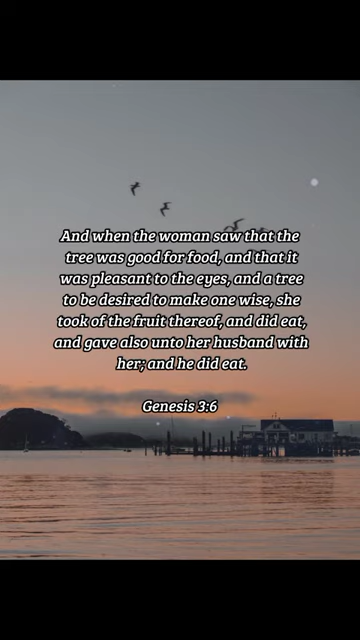 And when the woman saw that the
tree was good for food, and that it
was pleasant to the eyes, and a tree
to be desired to make one wise, she
took of the fruit thereof, and did eat,
and gave also unto her husband with
her; and he did eat.
Genesis 3:6